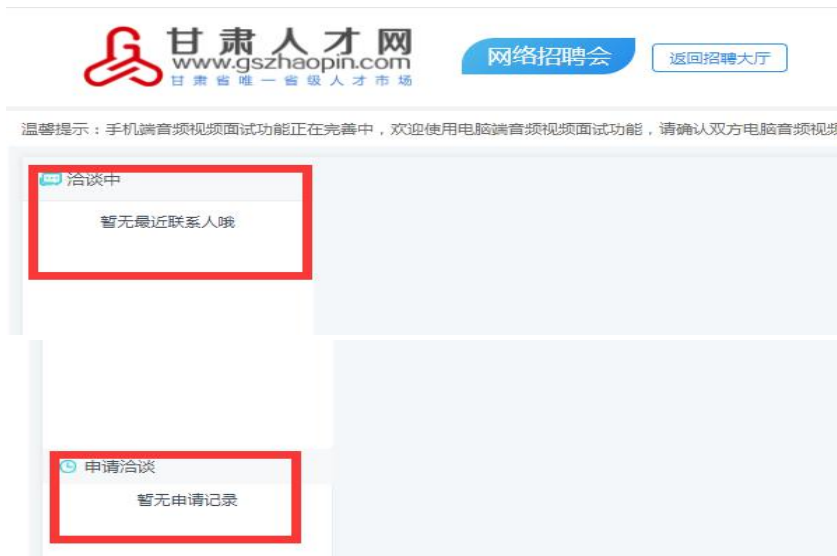 甘肃人才网
www.gszhaopin.com
甘肃省唯一省级人才市场
网络招聘会
返回招聘大厅
温馨提示：手机端音频视频面试功能正在完善中，欢迎使用电脑端音频视频面试功能，请确认双方电脑音频视频
洽谈中
暂无最近联系人哦
申请洽谈
暂无申请记录